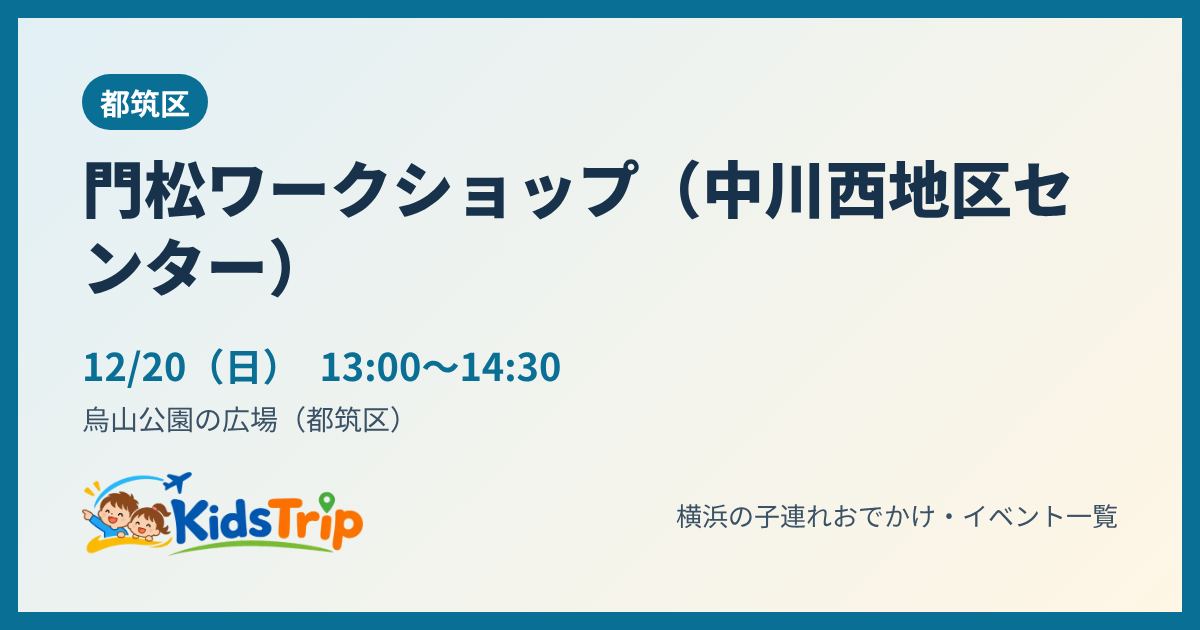 都筑区
門松ワークショップ（中川西地区セ
ンター）
12/20（日） 13:00〜14:30
烏山公園の広場（都筑区）
KidsTrip
横浜の子連れおでかけ・イベント一覧